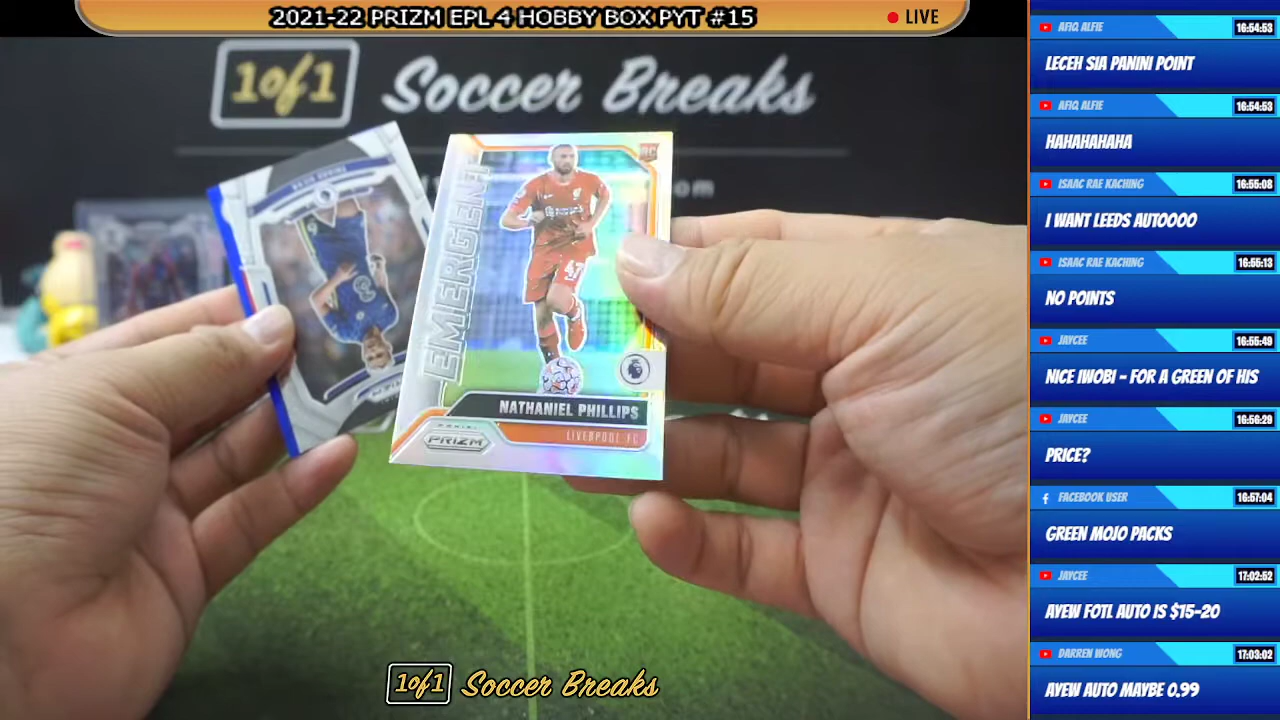 2021-22 PRIZM EPL 4 HOBBY BOX PYT #15
LIVE
1of1 Soccer Breaks
EMERGENT
RC
47
NATHANIEL PHILLIPS
LIVERPOOL FC
PANINI
PRIZM
1of1 Soccer Breaks
AFIQ ALFIE 16:54:53
LECEH SIA PANINI POINT
AFIQ ALFIE 16:54:53
HAHAHAHAHA
ISAAC RAE KACHING 16:55:08
I WANT LEEDS AUTOOOO
ISAAC RAE KACHING 16:55:13
NO POINTS
JAYCEE 16:55:49
NICE IWOBI - FOR A GREEN OF HIS
JAYCEE 16:56:29
PRICE?
FACEBOOK USER 16:57:04
GREEN MOJO PACKS
JAYCEE 17:02:52
AYEW FOTL AUTO IS $15-20
DARREN WONG 17:03:02
AYEW AUTO MAYBE 0.99